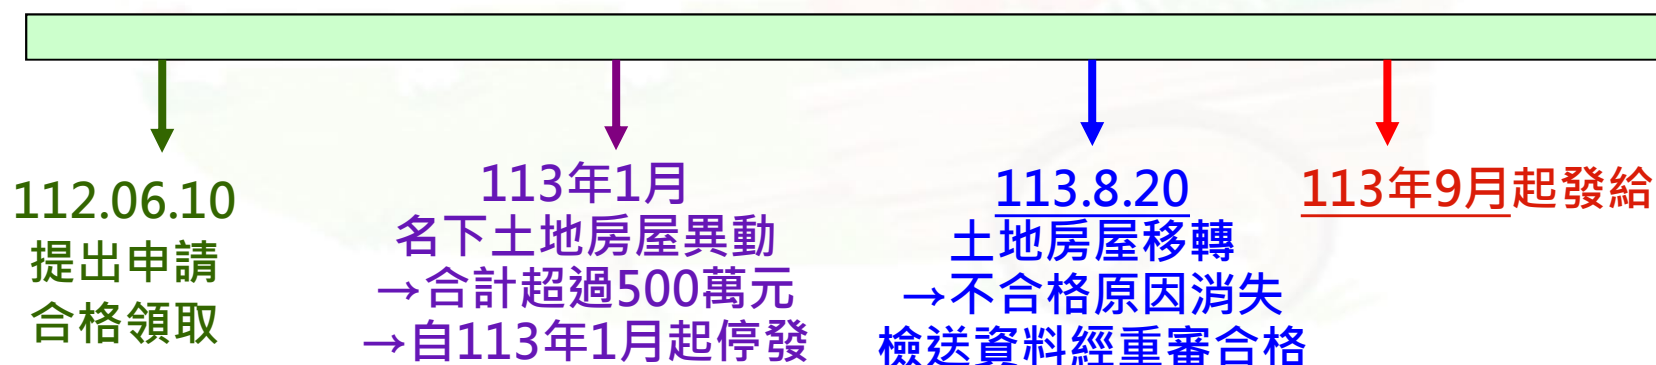 112.06.10
提出申請
合格領取
113年1月
名下土地房屋異動
→合計超過500萬元
→自113年1月起停發
113.8.20
土地房屋移轉
→不合格原因消失
檢送資料經重審合格
113年9月起發給